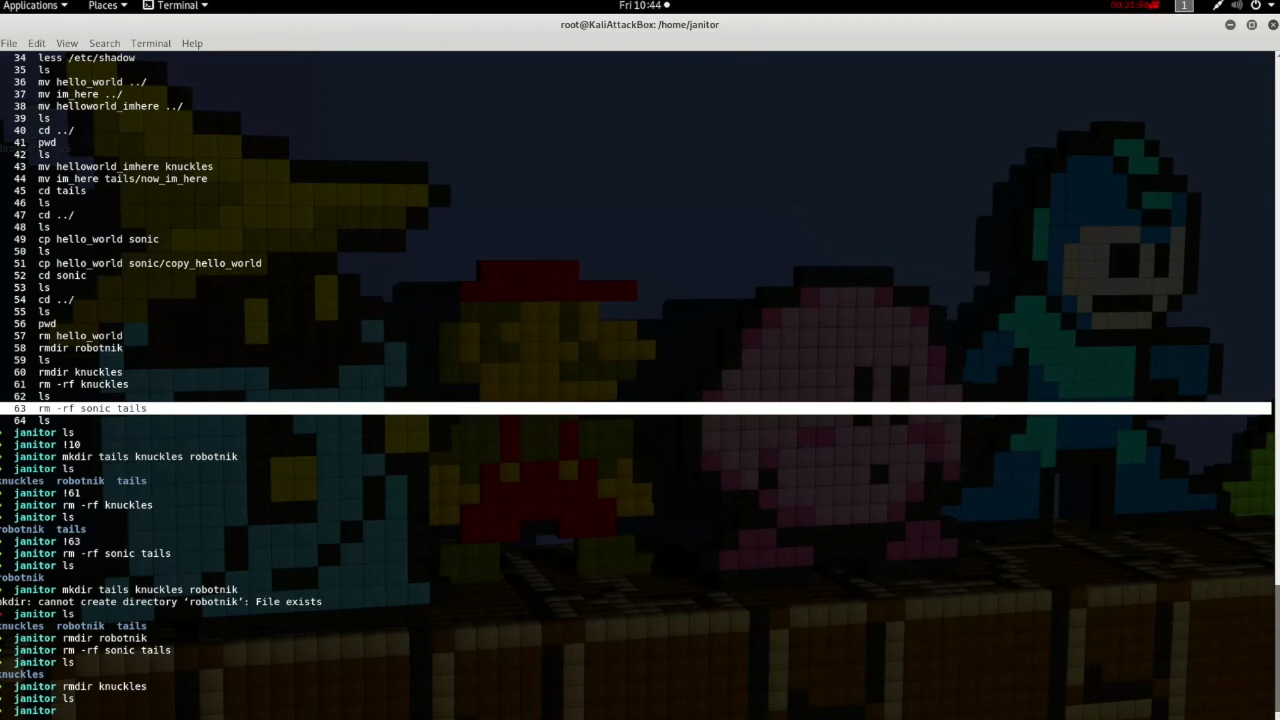 Applications Places Terminal Fri 10:44 1
root@KaliAttackBox: /home/janitor
File Edit View Search Terminal Help
34 less /etc/shadow
35 ls
36 mv hello_world ../
37 mv im_here ../
38 mv helloworld_imhere ../
39 ls
40 cd ../
41 pwd
42 ls
43 mv helloworld_imhere knuckles
44 mv im_here tails/now_im_here
45 cd tails
46 ls
47 cd ../
48 ls
49 cp hello_world sonic
50 ls
51 cp hello_world sonic/copy_hello_world
52 cd sonic
53 ls
54 cd ../
55 ls
56 pwd
57 rm hello_world
58 rmdir robotnik
59 ls
60 rmdir knuckles
61 rm -rf knuckles
62 ls
63 rm -rf sonic tails
64 ls
janitor ls
janitor !10
janitor mkdir tails knuckles robotnik
janitor ls
knuckles robotnik tails
janitor !61
janitor rm -rf knuckles
janitor ls
robotnik tails
janitor !63
janitor rm -rf sonic tails
janitor ls
robotnik
janitor mkdir tails knuckles robotnik
mkdir: cannot create directory ‘robotnik’: File exists
janitor ls
knuckles robotnik tails
janitor rmdir robotnik
janitor rm -rf sonic tails
janitor ls
knuckles
janitor rmdir knuckles
janitor ls
janitor